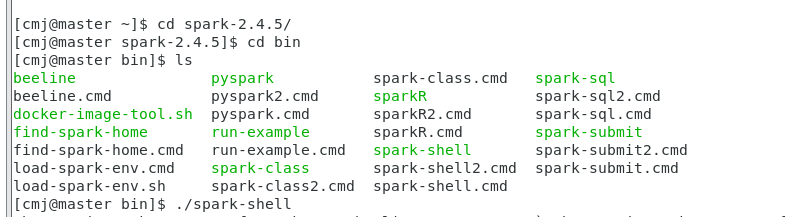 [cmj@master ~]$ cd spark-2.4.5/
[cmj@master spark-2.4.5]$ cd bin
[cmj@master bin]$ ls
beeline pyspark spark-class.cmd spark-sql
beeline.cmd pyspark2.cmd sparkR spark-sql2.cmd
docker-image-tool.sh pyspark.cmd sparkR2.cmd spark-sql.cmd
find-spark-home run-example sparkR.cmd spark-submit
find-spark-home.cmd run-example.cmd spark-shell spark-submit2.cmd
load-spark-env.cmd spark-class spark-shell2.cmd spark-submit.cmd
load-spark-env.sh spark-class2.cmd spark-shell.cmd
[cmj@master bin]$ ./spark-shell